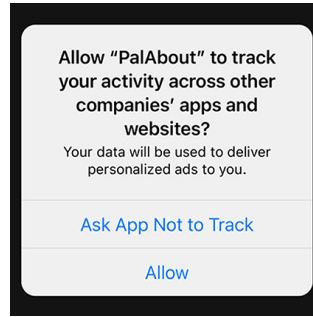 Allow “PalAbout” to track
your activity across other
companies’ apps and
websites?
Your data will be used to deliver
personalized ads to you.
Ask App Not to Track
Allow